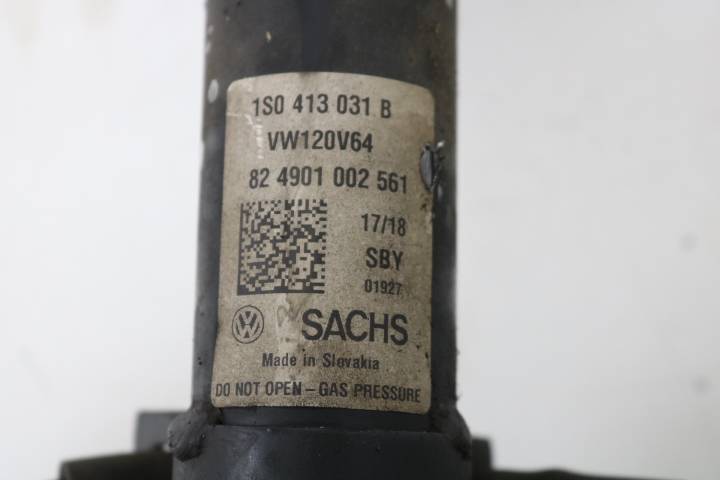 1S0 413 031 B
VW120V64
82 4901 002 561
17/18
SBY
01927
SACHS
Made in Slovakia
DO NOT OPEN - GAS PRESSURE